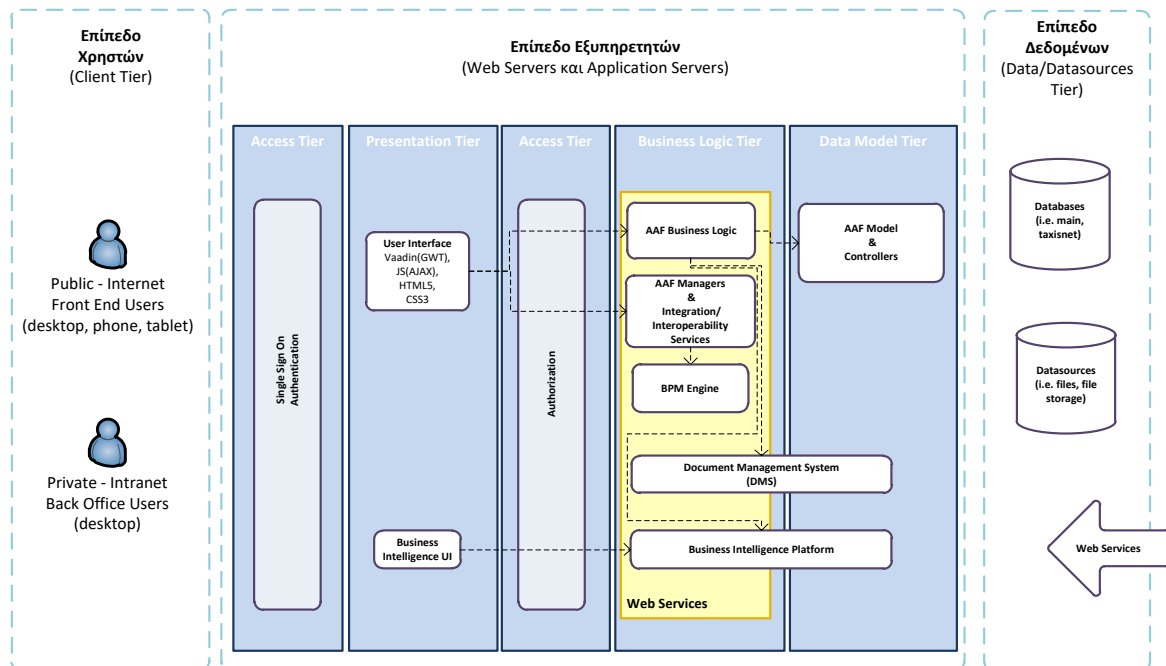 Επίπεδο
Χρηστών
(Client Tier)
Επίπεδο Εξυπηρετητών
(Web Servers και Application Servers)
Επίπεδο
Δεδομένων
(Data/Datasources
Tier)
Access Tier
Presentation Tier
Access Tier
Business Logic Tier
Data Model Tier
Public - Internet
Front End Users
(desktop, phone, tablet)
Private - Intranet
Back Office Users
(desktop)
Single Sign On
Authentication
User Interface
Vaadin(GWT),
JS(AJAX),
HTML5,
CSS3
Business
Intelligence UI
Authorization
AAF Business Logic
AAF Managers
&
Integration/
Interoperability
Services
BPM Engine
Document Management System
(DMS)
Business Intelligence Platform
Web Services
AAF Model
&
Controllers
Databases
(i.e. main,
taxisnet)
Datasources
(i.e. files, file
storage)
Web Services